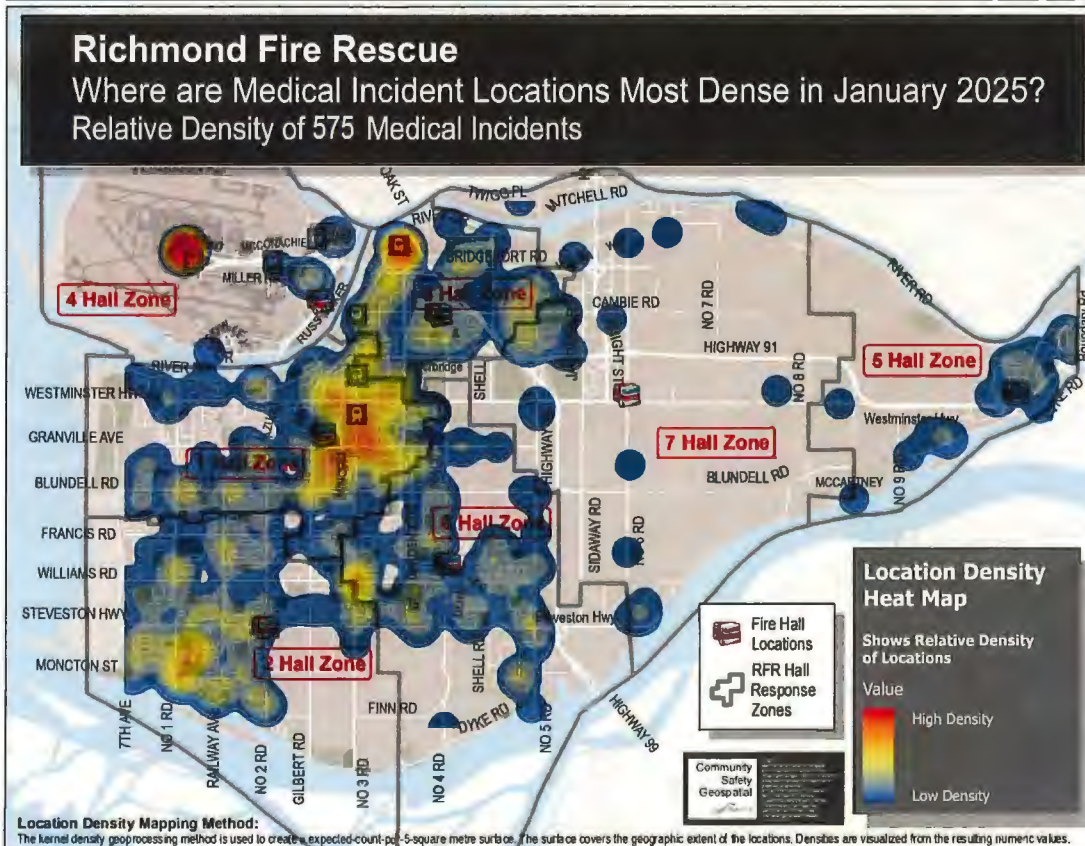 Richmond Fire Rescue
Where are Medical Incident Locations Most Dense in January 2025?
Relative Density of 575 Medical Incidents
OAK ST
TWIGG PL
MITCHELL RD
MCCONACHIE
BRIDGEPORT RD
MILLER
RIVER RD
4 Hall Zone
Hall Zone
CAMBIE RD
NO 7 RD
HIGHWAY 91
5 Hall Zone
WESTMINSTER HWY
SHELL
NO 8 RD
Westminster Hwy
GRANVILLE AVE
Hall Zone
HIGHWAY
7 Hall Zone
BLUNDELL RD
BLUNDELL RD
MCCARTNEY
NO 9 RD
FRANCIS RD
Hall Zone
SIDAWAY RD
WILLIAMS RD
STEVESTON HWY
Steveston Hwy
MONCTON ST
2 Hall Zone
SHELL RD
FINN RD
DYKE RD
HIGHWAY 99
7TH AVE
NO 1 RD
RAILWAY AVE
NO 2 RD
GILBERT RD
NO 3 RD
NO 4 RD
NO 5 RD
Fire Hall
Locations
RFR Hall
Response
Zones
Community
Safety
Geospatial
Location Density
Heat Map
Shows Relative Density
of Locations
Value
High Density
Low Density
Location Density Mapping Method:
The kernel density geoprocessing method is used to create a expected-count-per-5-square metre surface. The surface covers the geographic extent of the locations. Densities are visualized from the resulting numeric values.